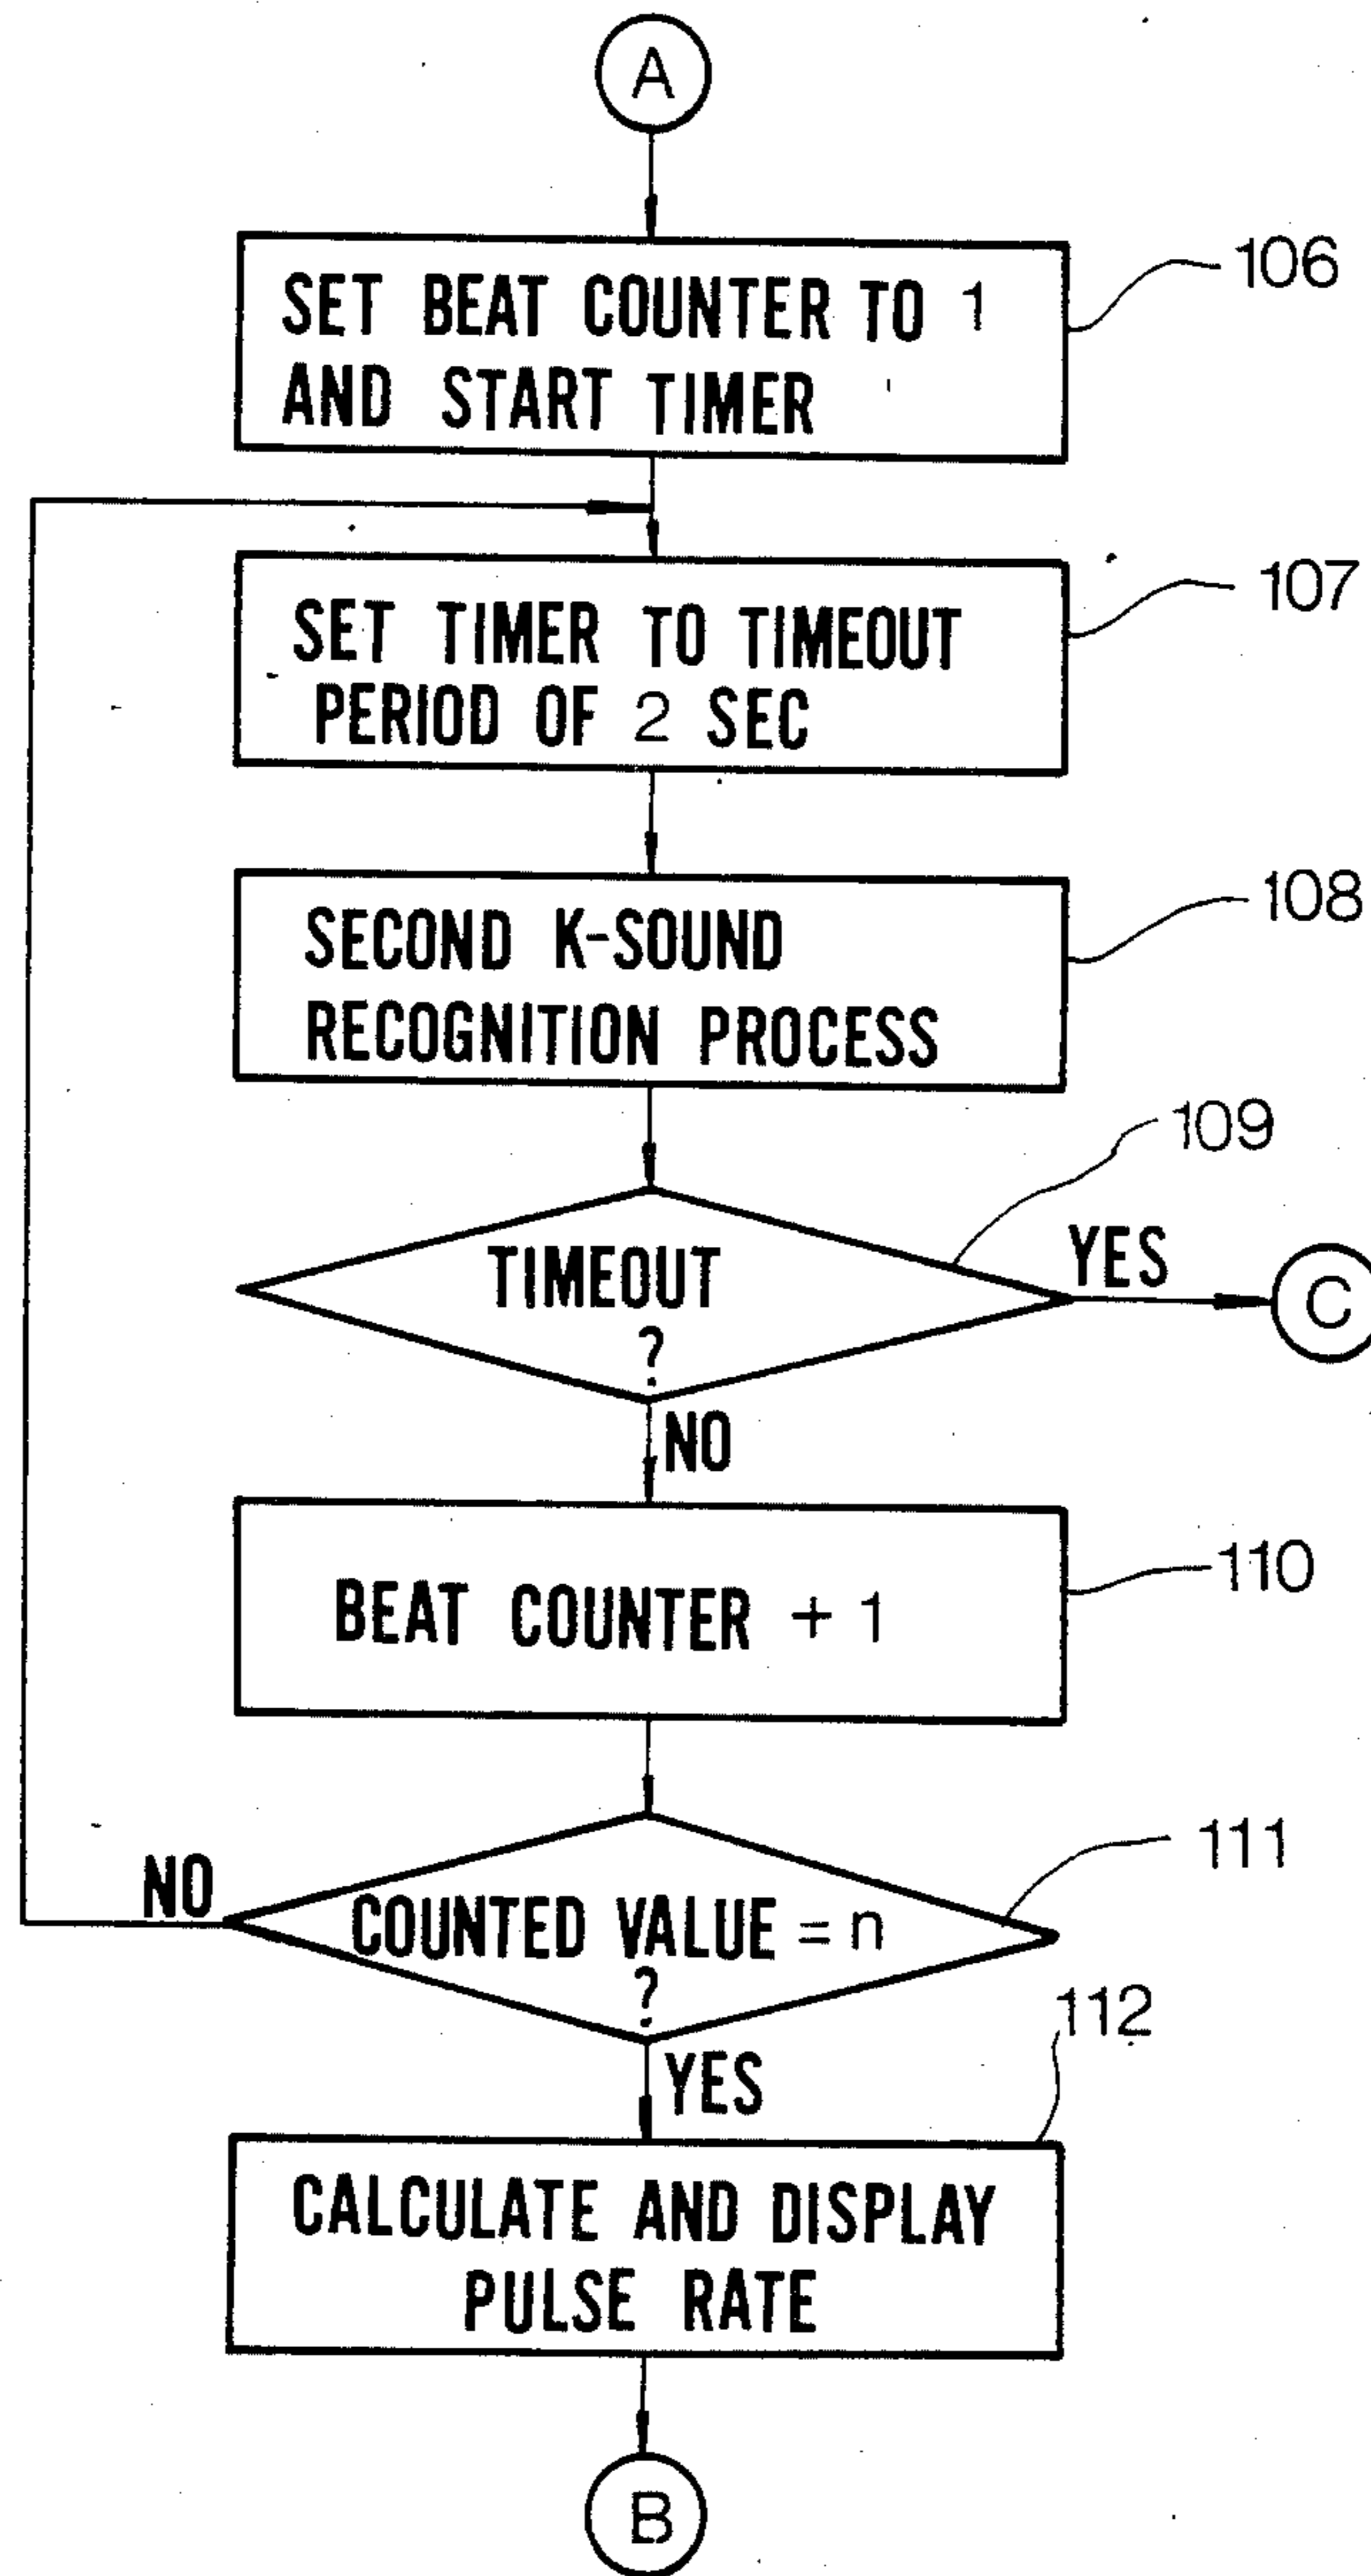 A
SET BEAT COUNTER TO 1
AND START TIMER
106
SET TIMER TO TIMEOUT
PERIOD OF 2 SEC
107
SECOND K-SOUND
RECOGNITION PROCESS
108
109
TIMEOUT
?
YES
C
NO
BEAT COUNTER + 1
110
111
NO
COUNTED VALUE = n
?
YES
112
CALCULATE AND DISPLAY
PULSE RATE
B